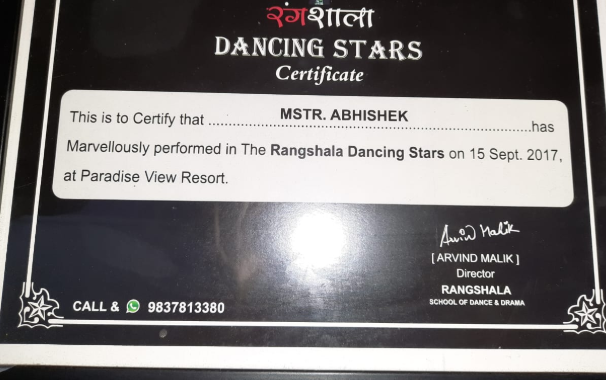 रंगशाला
DANCING STARS
Certificate
This is to Certify that ........ MSTR. ABHISHEK ........ has
Marvellously performed in The Rangshala Dancing Stars on 15 Sept. 2017,
at Paradise View Resort.
Arvind Malik
[ ARVIND MALIK ]
Director
RANGSHALA
SCHOOL OF DANCE & DRAMA
CALL & 9837813380